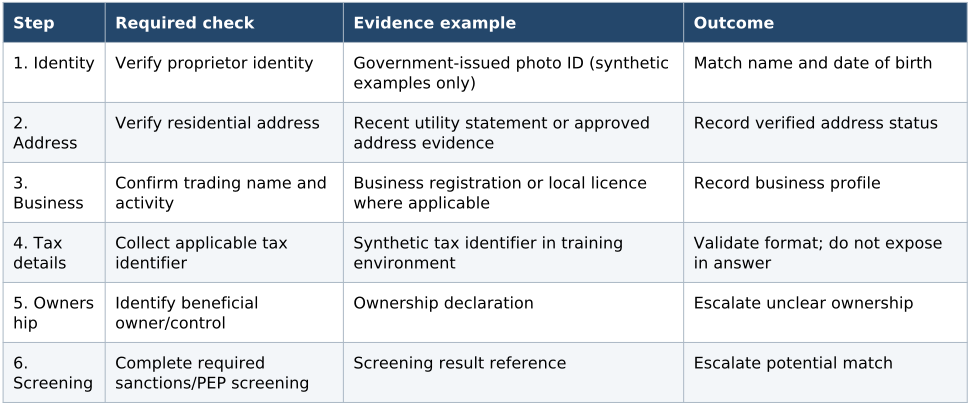 Step Required check Evidence example Outcome
1. Identity Verify proprietor identity Government-issued photo ID (synthetic examples only) Match name and date of birth
2. Address Verify residential address Recent utility statement or approved address evidence Record verified address status
3. Business Confirm trading name and activity Business registration or local licence where applicable Record business profile
4. Tax details Collect applicable tax identifier Synthetic tax identifier in training environment Validate format; do not expose in answer
5. Owners hip Identify beneficial owner/control Ownership declaration Escalate unclear ownership
6. Screening Complete required sanctions/PEP screening Screening result reference Escalate potential match